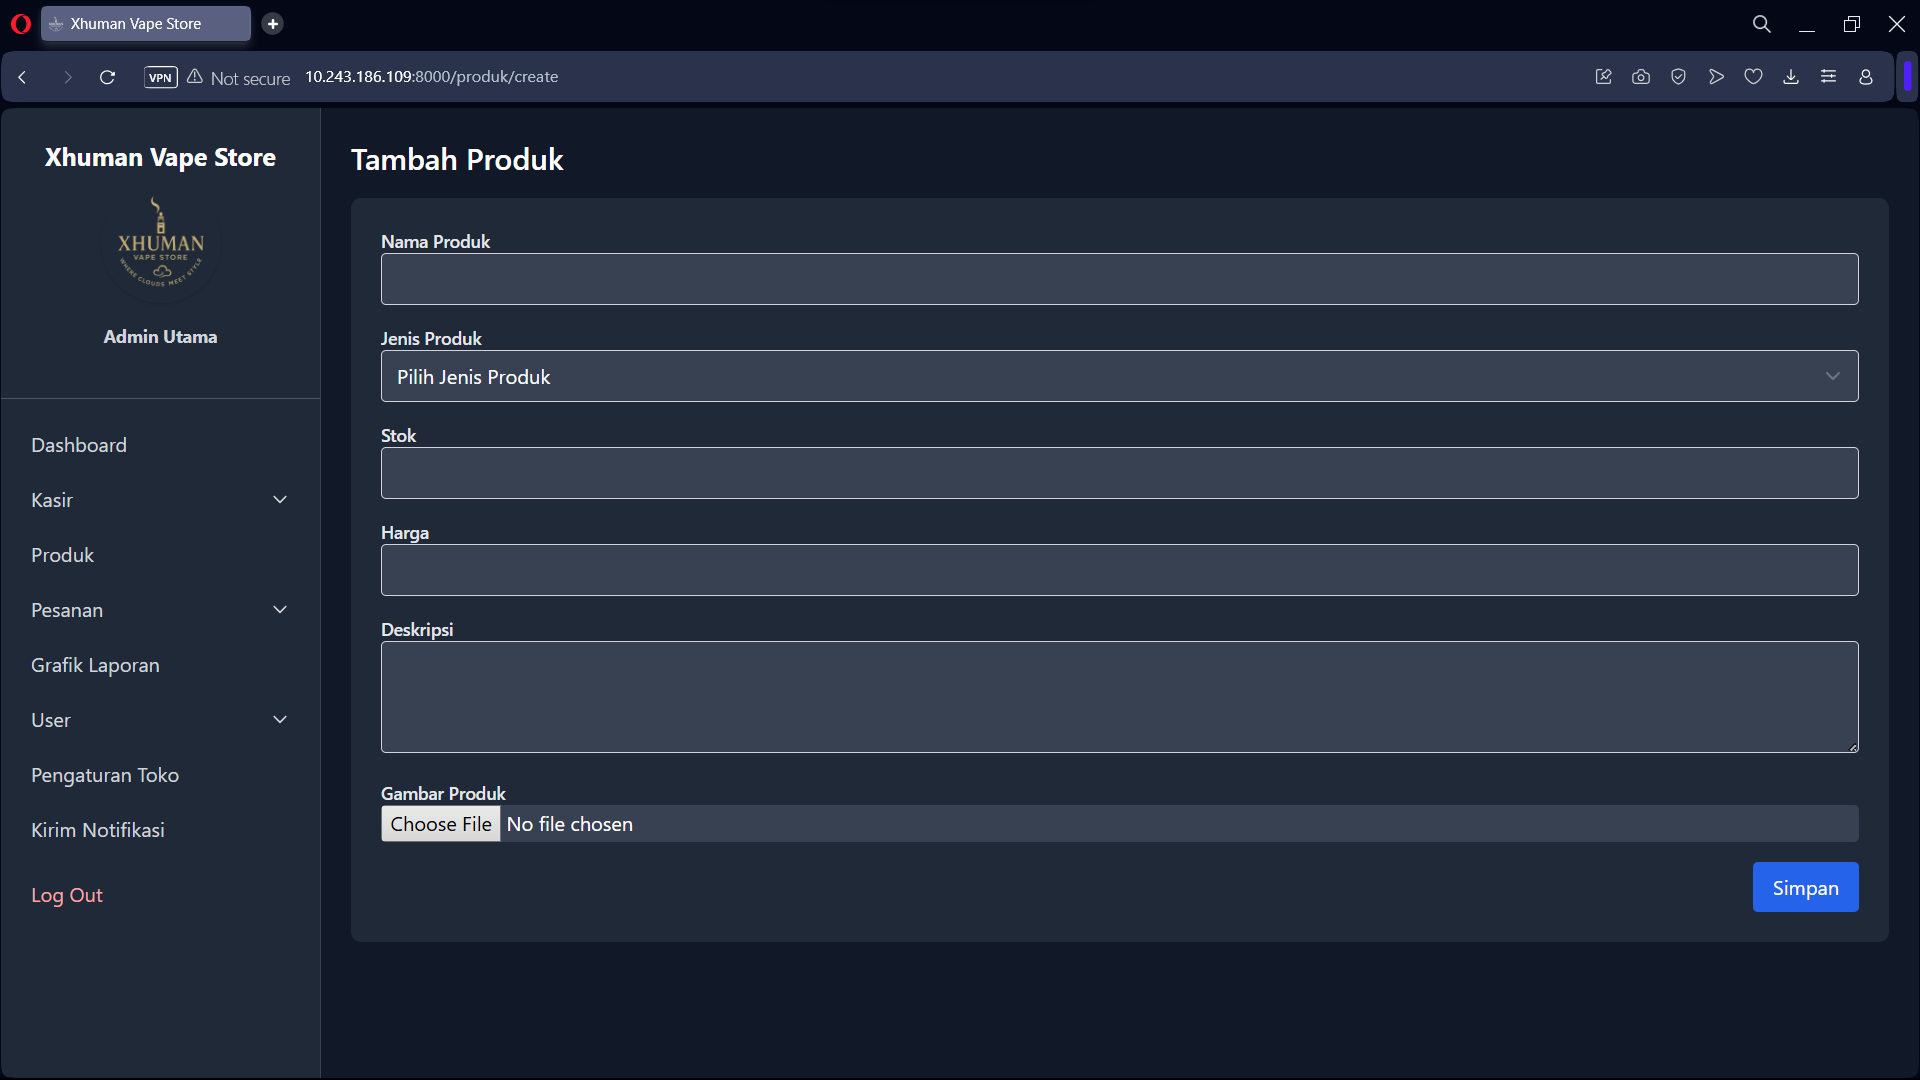 Xhuman Vape Store
VPN
Not secure
10.243.186.109:8000/produk/create
Xhuman Vape Store
XHUMAN
VAPE STORE
WHERE CLOUDS MEET STYLE
Admin Utama
Dashboard
Kasir
Produk
Pesanan
Grafik Laporan
User
Pengaturan Toko
Kirim Notifikasi
Log Out
Tambah Produk
Nama Produk
Jenis Produk
Pilih Jenis Produk
Stok
Harga
Deskripsi
Gambar Produk
Choose File No file chosen
Simpan